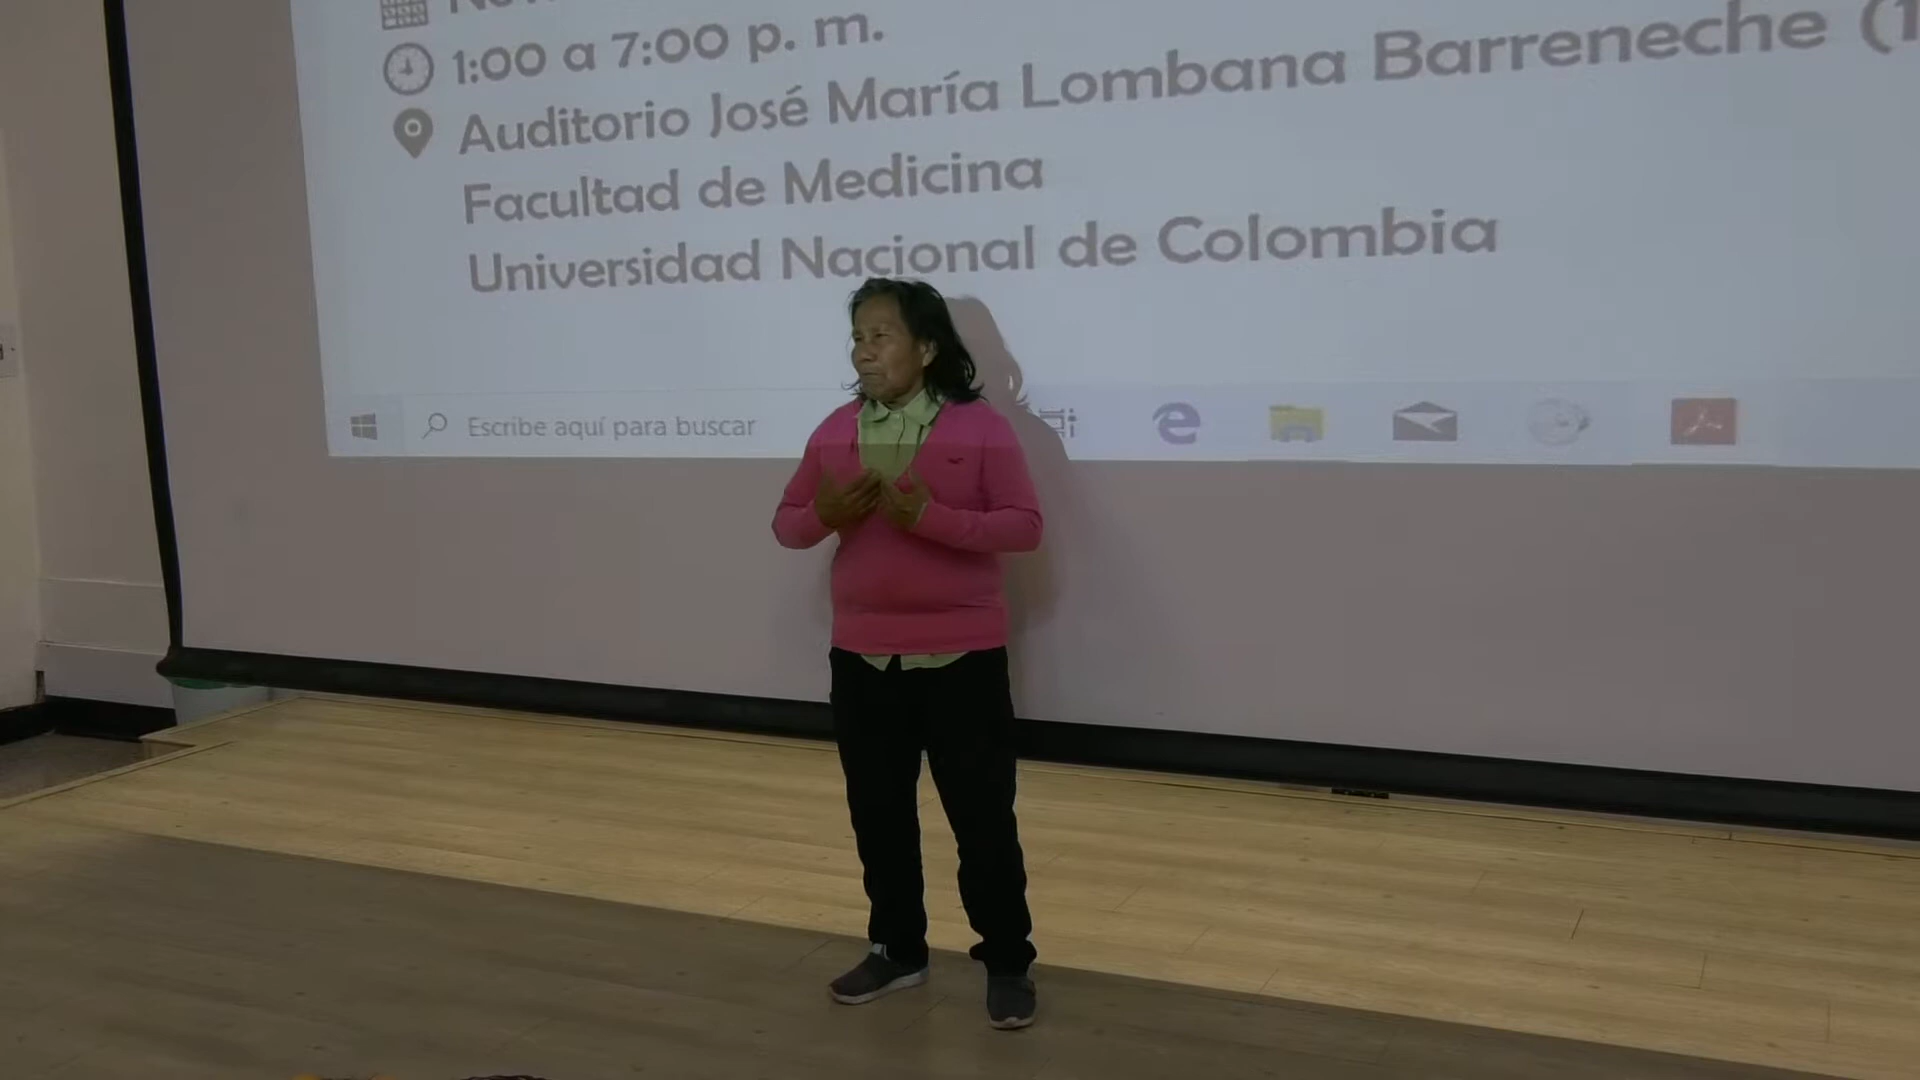 1:00 a 7:00 p. m.
Auditorio José María Lombana Barreneche (1
Facultad de Medicina
Universidad Nacional de Colombia
Escribe aquí para buscar